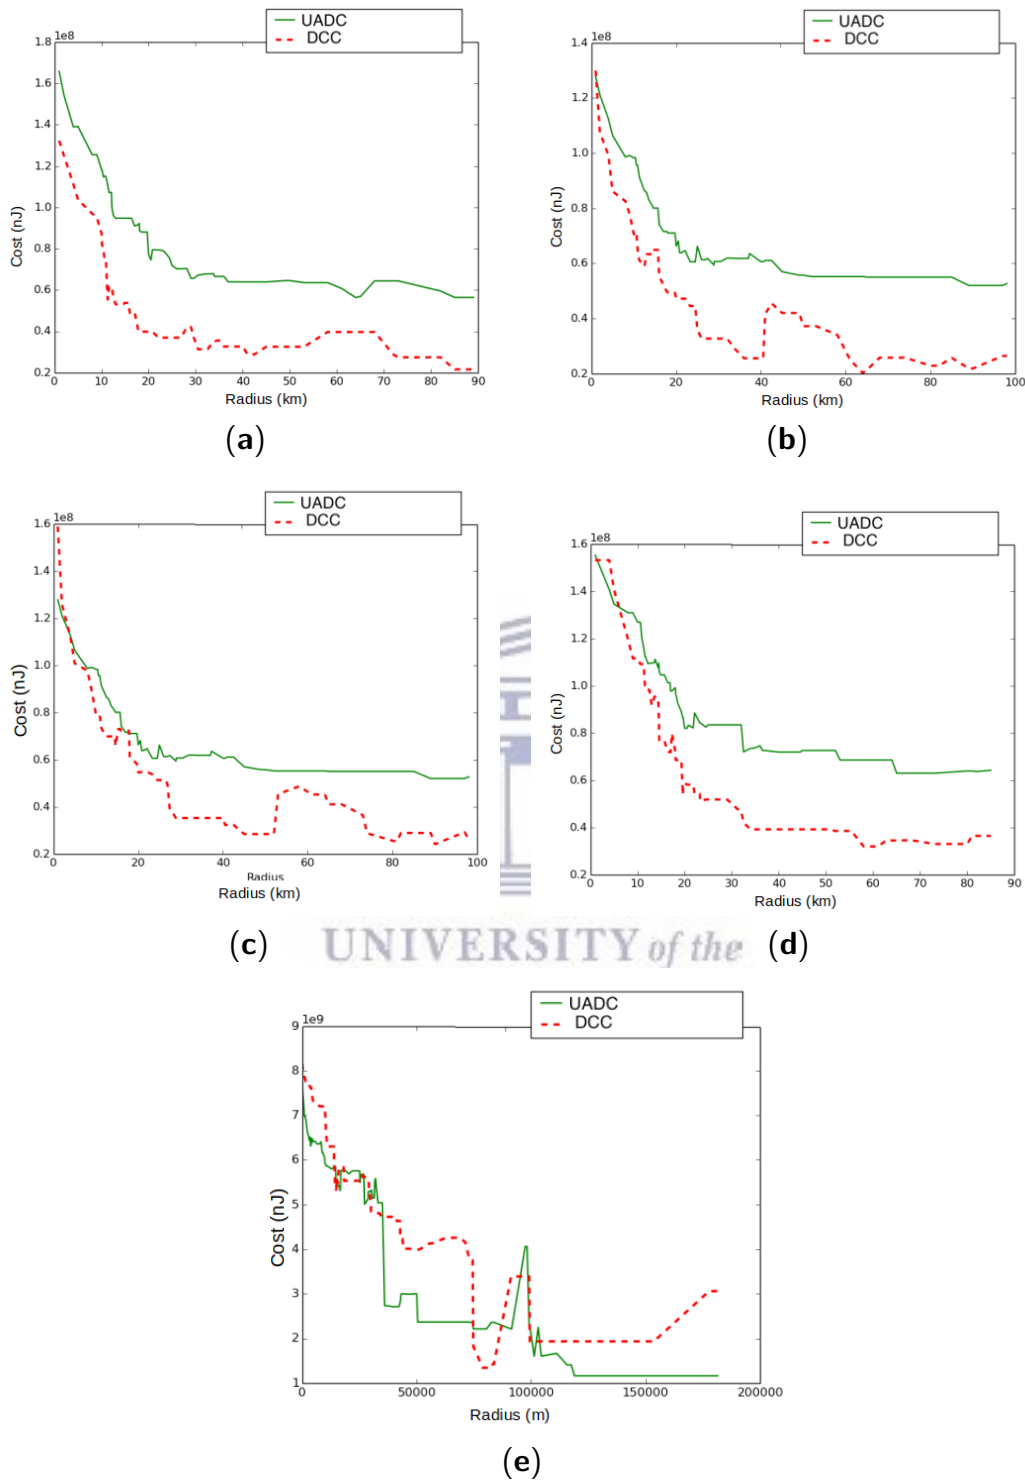 UADC
DCC
1e8
1.8
1.6
1.4
1.2
1.0
0.8
0.6
0.4
0.2
0 10 20 30 40 50 60 70 80 90
Cost (nJ)
Radius (km)
(a)
UADC
DCC
1e8
1.4
1.2
1.0
0.8
0.6
0.4
0.2
0 20 40 60 80 100
Cost (nJ)
Radius (km)
(b)
UADC
DCC
1e8
1.6
1.4
1.2
1.0
0.8
0.6
0.4
0.2
0 20 40 60 80 100
Cost (nJ)
Radius
Radius (km)
(c)
UADC
DCC
1e8
1.6
1.4
1.2
1.0
0.8
0.6
0.4
0.2
0 10 20 30 40 50 60 70 80 90
Cost (nJ)
Radius (km)
(d)
UNIVERSITY of the
UADC
DCC
1e9
9
8
7
6
5
4
3
2
1
0 50000 100000 150000 200000
Cost (nJ)
Radius (m)
(e)